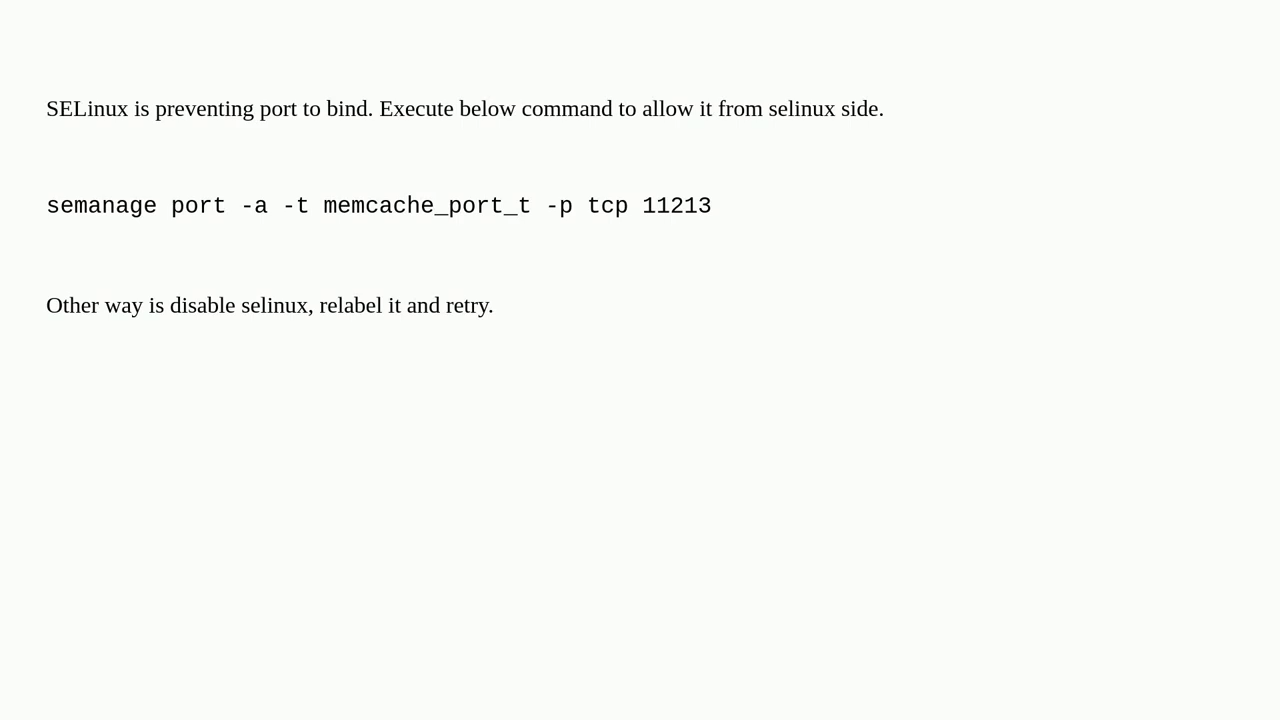 SELinux is preventing port to bind. Execute below command to allow it from selinux side.
semanage port -a -t memcache_port_t -p tcp 11213
Other way is disable selinux, relabel it and retry.